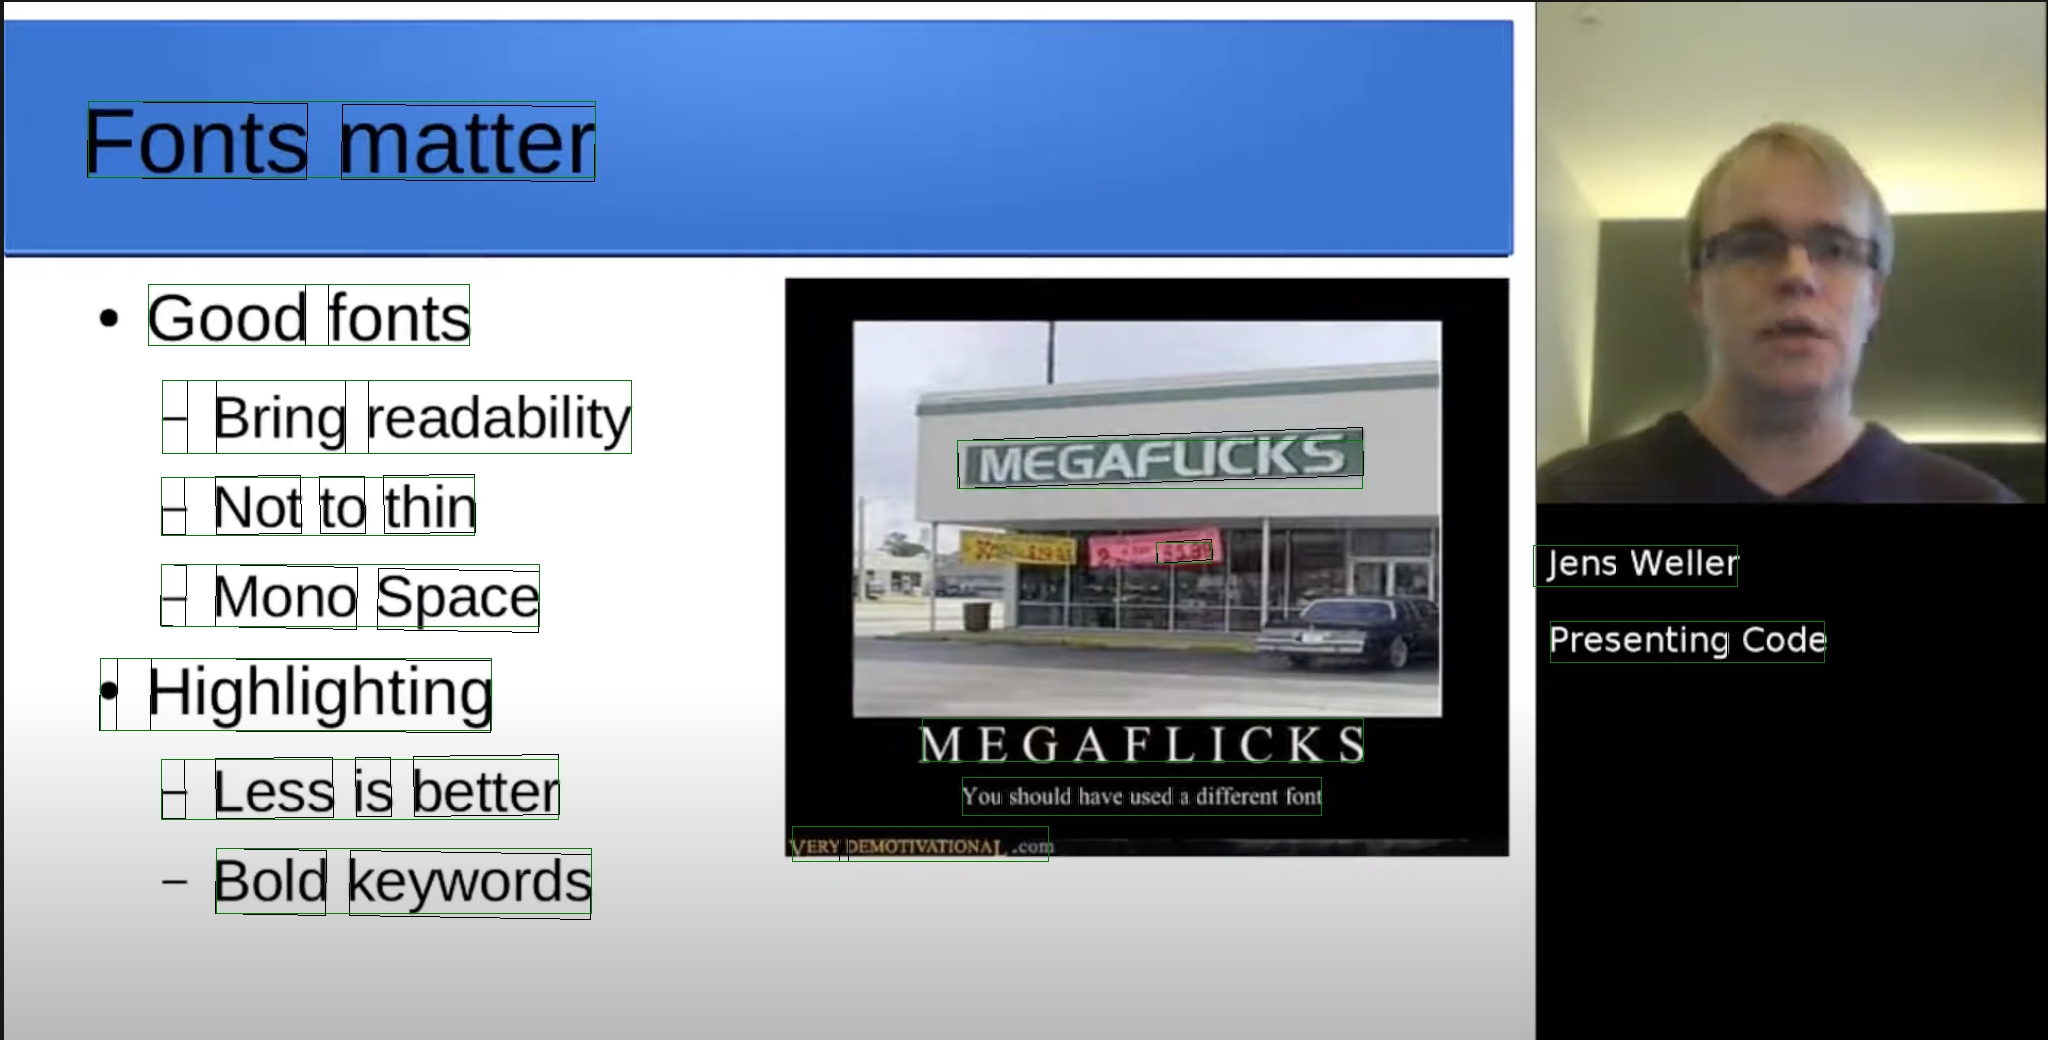 Fonts matter
• Good fonts
– Bring readability
– Not to thin
– Mono Space
• Highlighting
– Less is better
– Bold keywords
MEGAFLICKS
MEGAFLICKS
You should have used a different font
VERY DEMOTIVATIONAL .com
Jens Weller
Presenting Code